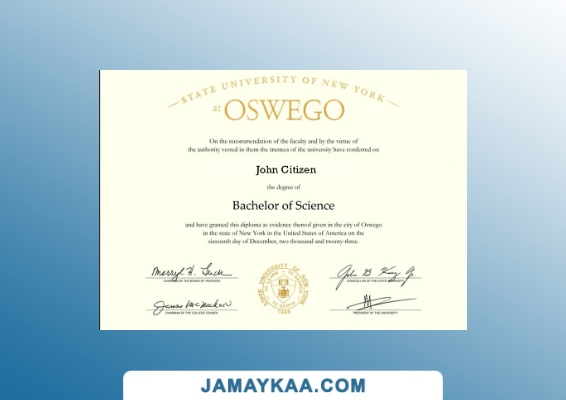 STATE UNIVERSITY OF NEW YORK
at OSWEGO
On the recommendation of the faculty and by the virtue of
the authority vested in them the trustees of the university have conferred on
John Citizen
the degree of
Bachelor of Science
and have granted this diploma as evidence thereof given in the city of Oswego
in the state of New York in the United States of America on the
sixteenth day of December, two thousand and twenty-three.
Merryl H. Tisch
John B. King Jr.
CHAIRMAN OF THE BOARD OF TRUSTEES
CHANCELLOR OF THE STATE UNIVERSITY
STATE UNIVERSITY OF NEW YORK
1948
CHAIRMAN OF THE COLLEGE COUNCIL
PRESIDENT OF THE UNIVERSITY
JAMAYKAA.COM